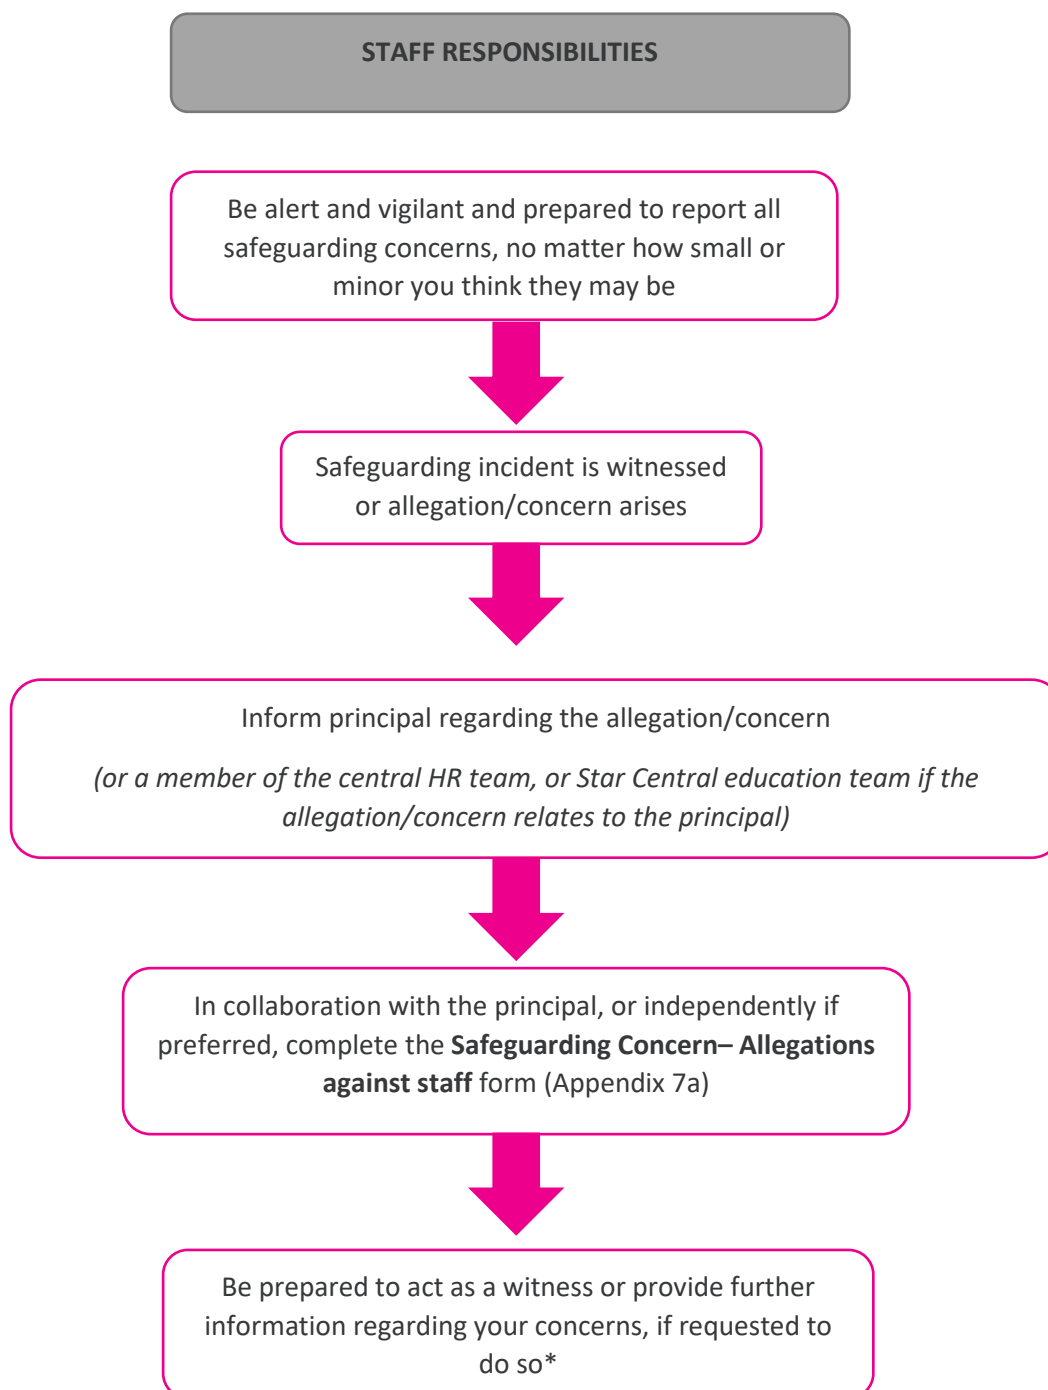 STAFF RESPONSIBILITIES
Be alert and vigilant and prepared to report all
safeguarding concerns, no matter how small or
minor you think they may be
Safeguarding incident is witnessed
or allegation/concern arises
Inform principal regarding the allegation/concern
(or a member of the central HR team, or Star Central education team if the
allegation/concern relates to the principal)
In collaboration with the principal, or independently if
preferred, complete the Safeguarding Concern– Allegations
against staff form (Appendix 7a)
Be prepared to act as a witness or provide further
information regarding your concerns, if requested to
do so*